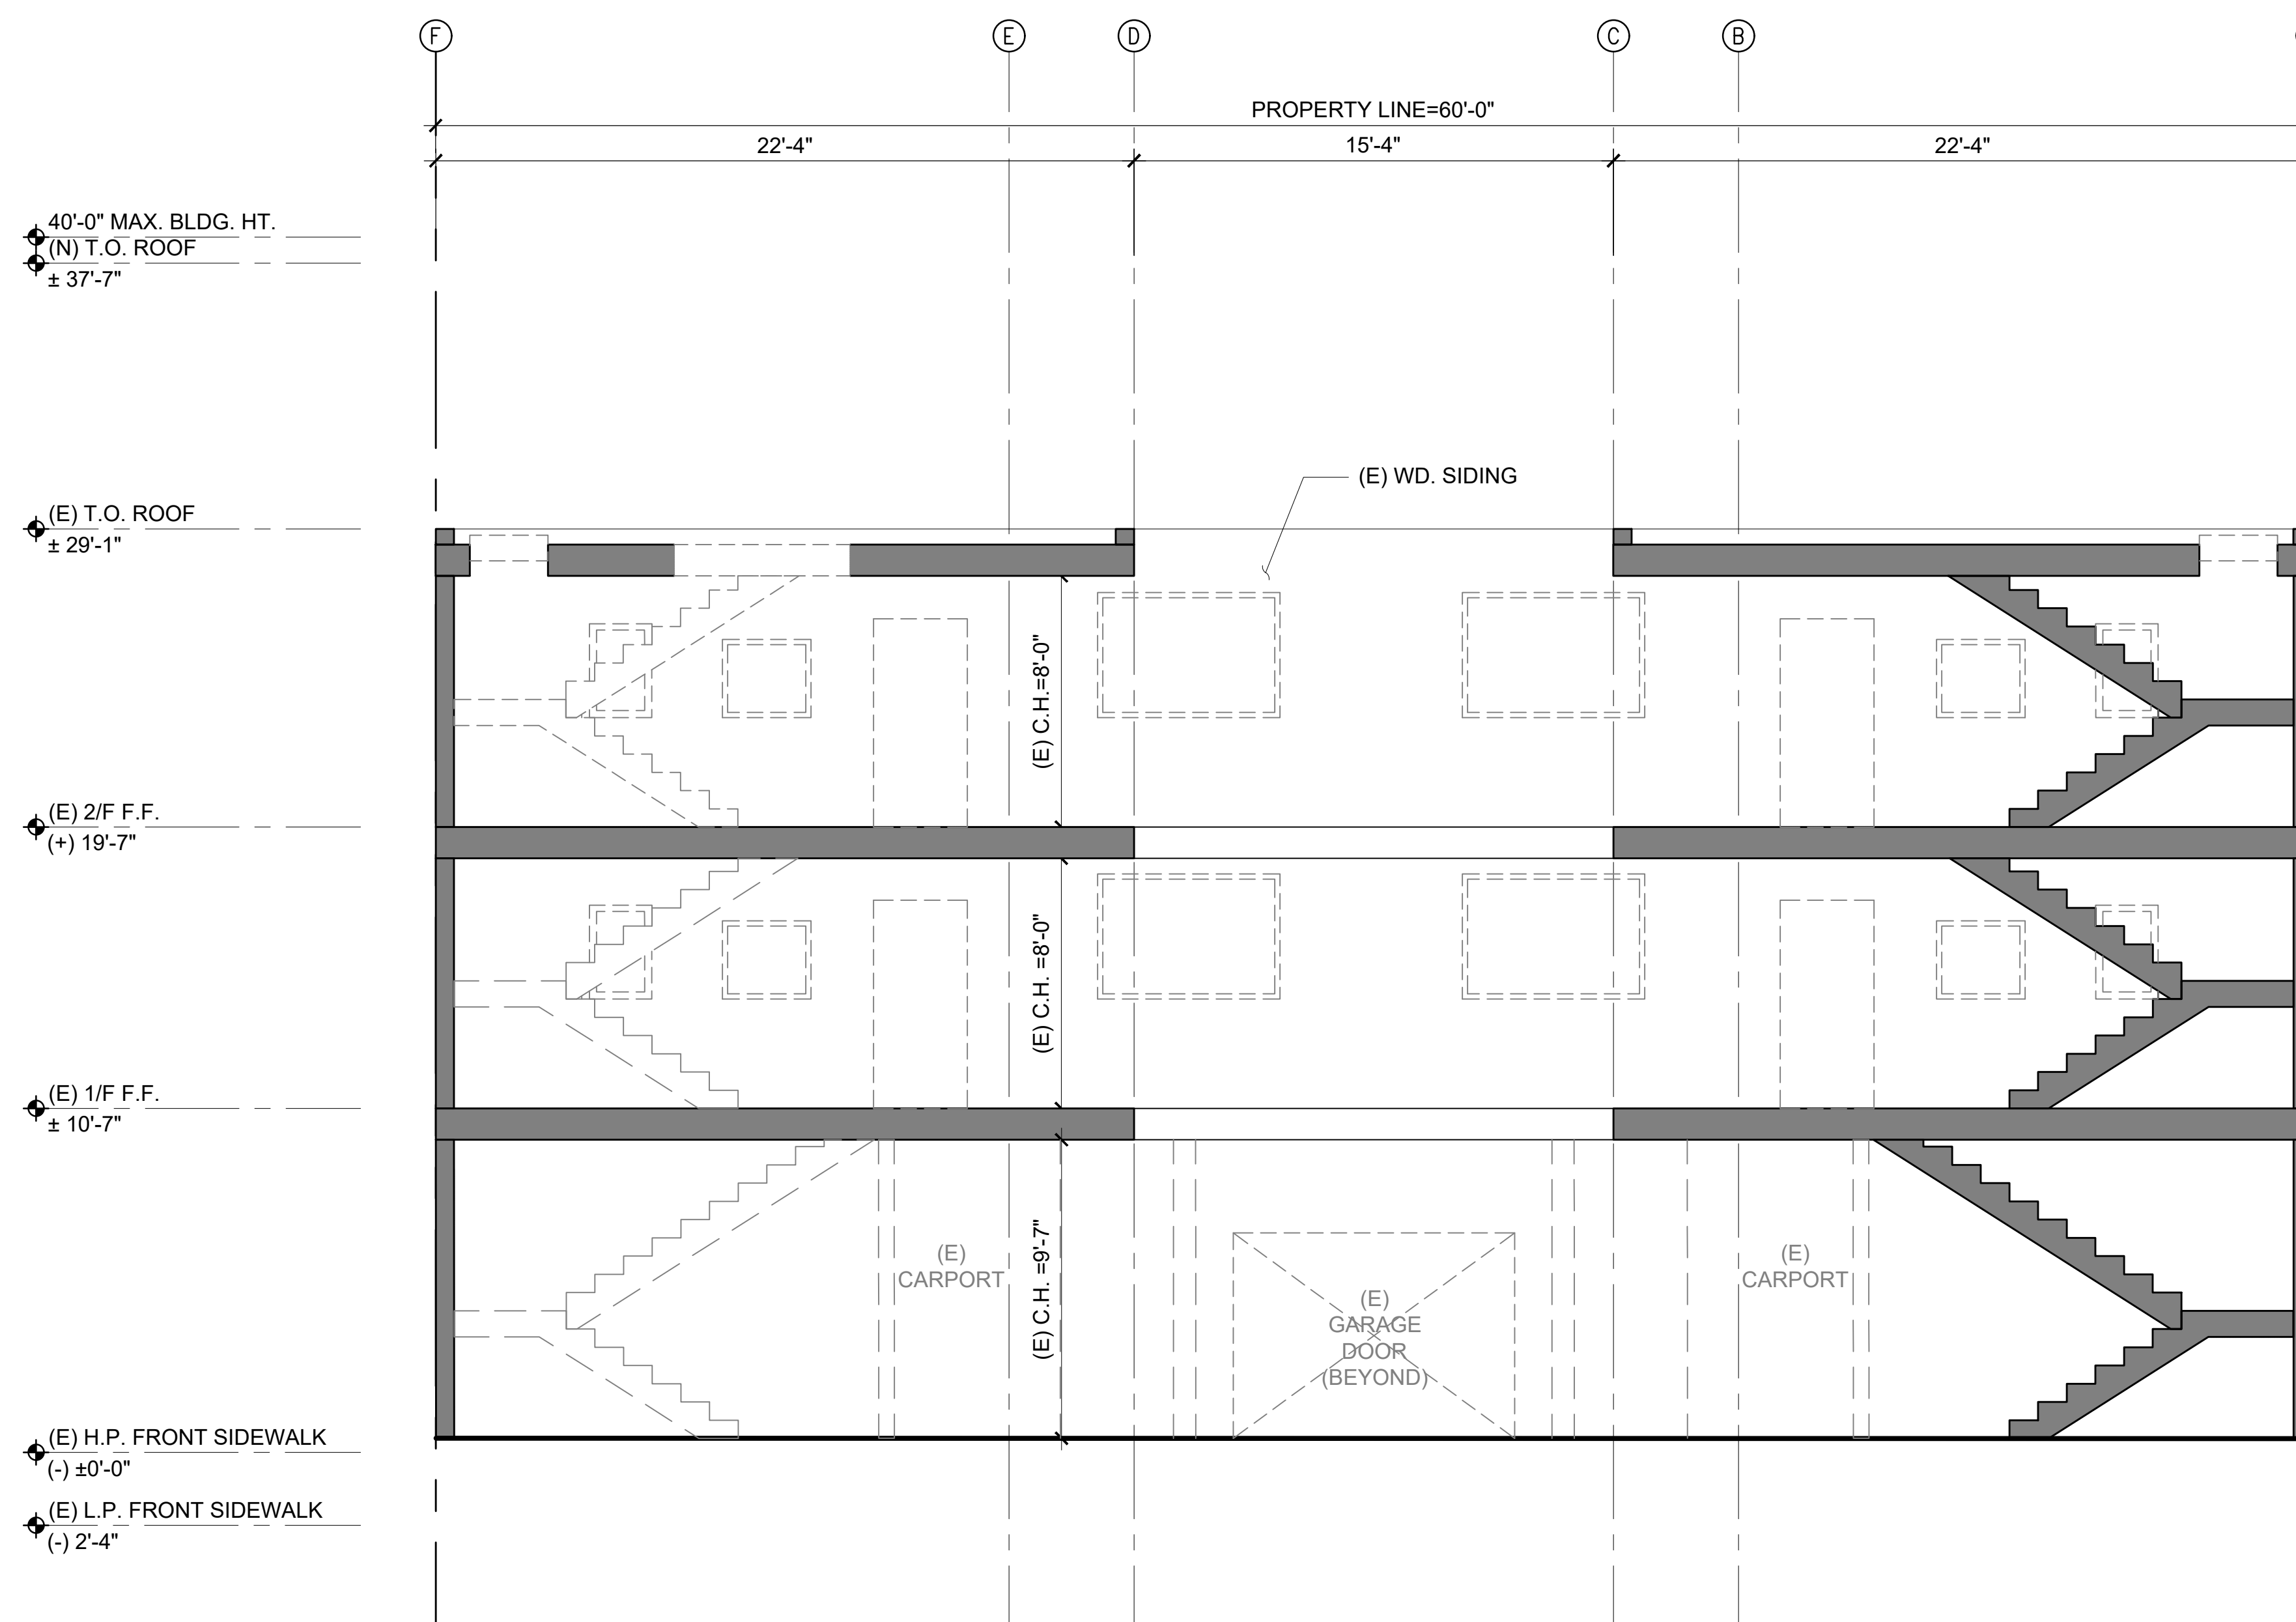 F
E
D
C
B
PROPERTY LINE=60'-0"
22'-4"
15'-4"
22'-4"
40'-0" MAX. BLDG. HT.
(N) T.O. ROOF
± 37'-7"
(E) WD. SIDING
(E) T.O. ROOF
± 29'-1"
(E) C.H.=8'-0"
(E) 2/F F.F.
(+) 19'-7"
(E) C.H. =8'-0"
(E) 1/F F.F.
± 10'-7"
(E) C.H. =9'-7"
(E)
CARPORT
(E)
GARAGE
DOOR
(BEYOND)
(E)
CARPORT
(E) H.P. FRONT SIDEWALK
(-) ±0'-0"
(E) L.P. FRONT SIDEWALK
(-) 2'-4"